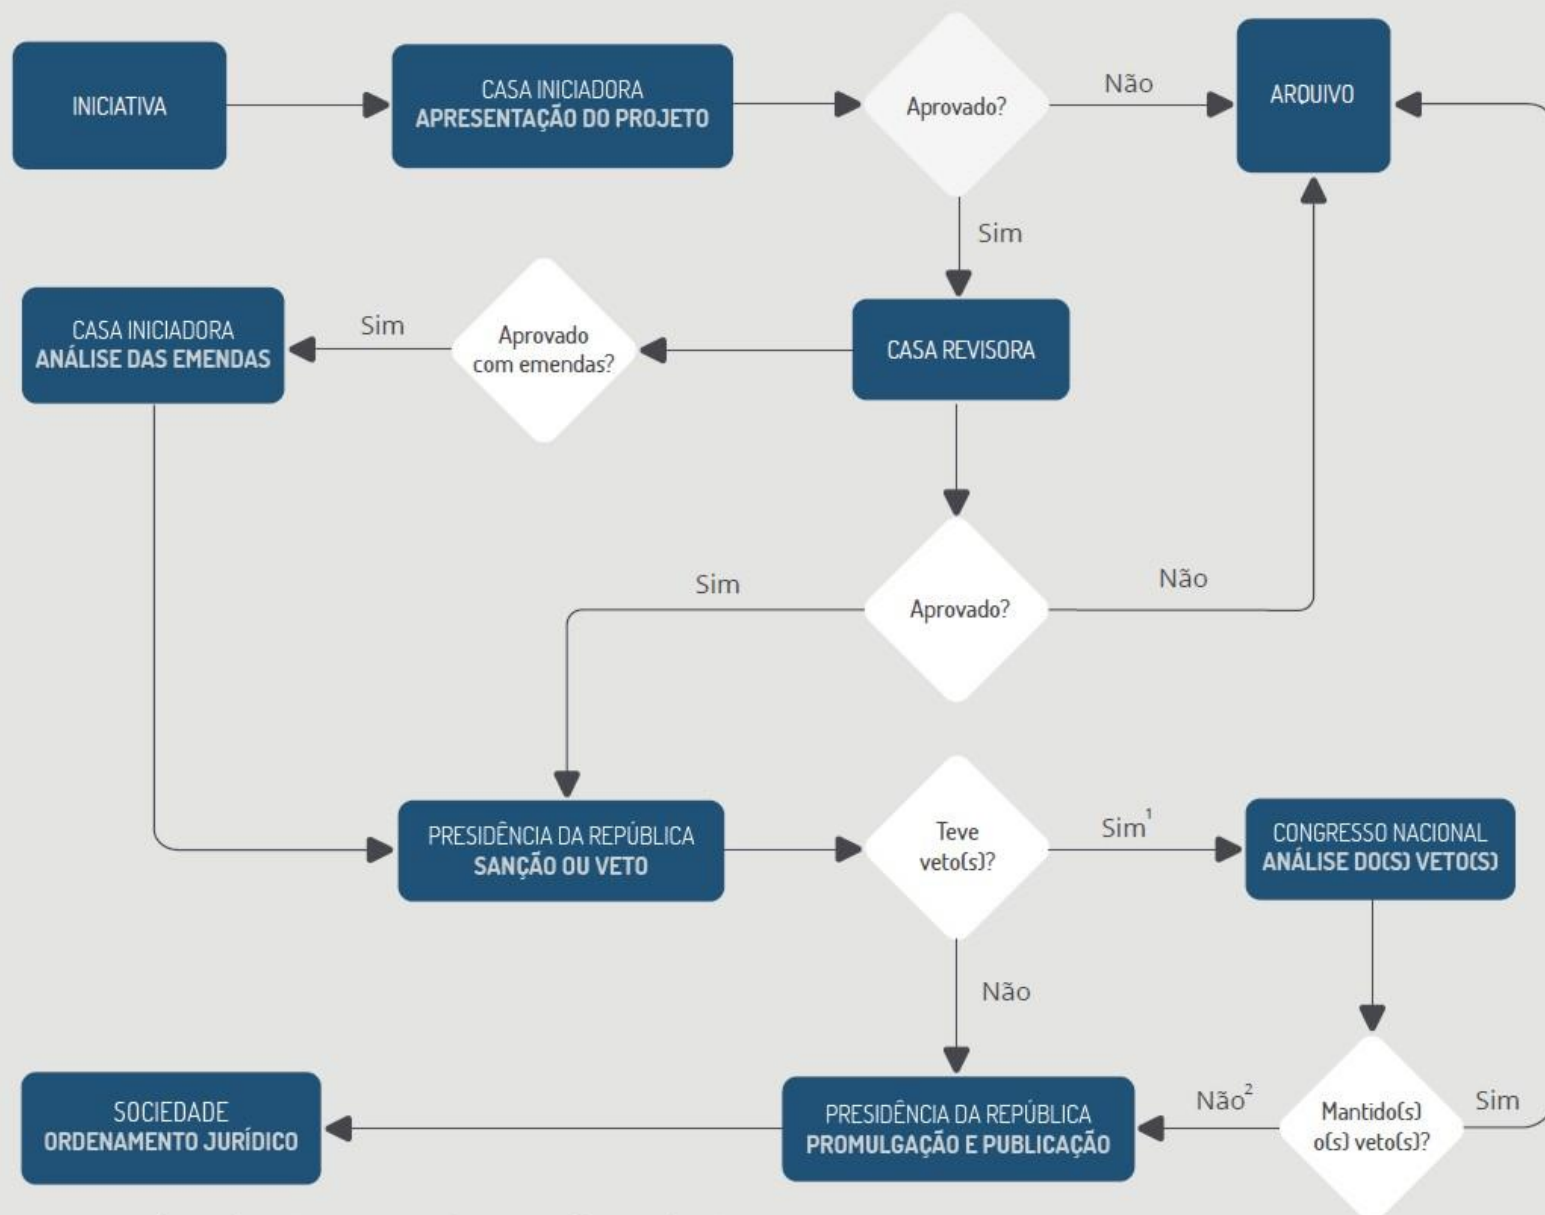 INICIATIVA
CASA INICIADORA
APRESENTAÇÃO DO PROJETO
Aprovado?
Não
ARQUIVO
Sim
CASA INICIADORA
ANÁLISE DAS EMENDAS
Sim
Aprovado
com emendas?
CASA REVISORA
Sim
Aprovado?
Não
PRESIDÊNCIA DA REPÚBLICA
SANÇÃO OU VETO
Teve
veto(s)?
Sim¹
CONGRESSO NACIONAL
ANÁLISE DO(S) VETO(S)
Não
SOCIEDADE
ORDENAMENTO JURÍDICO
PRESIDÊNCIA DA REPÚBLICA
PROMULGAÇÃO E PUBLICAÇÃO
Não²
Mantido(s)
o(s) veto(s)?
Sim